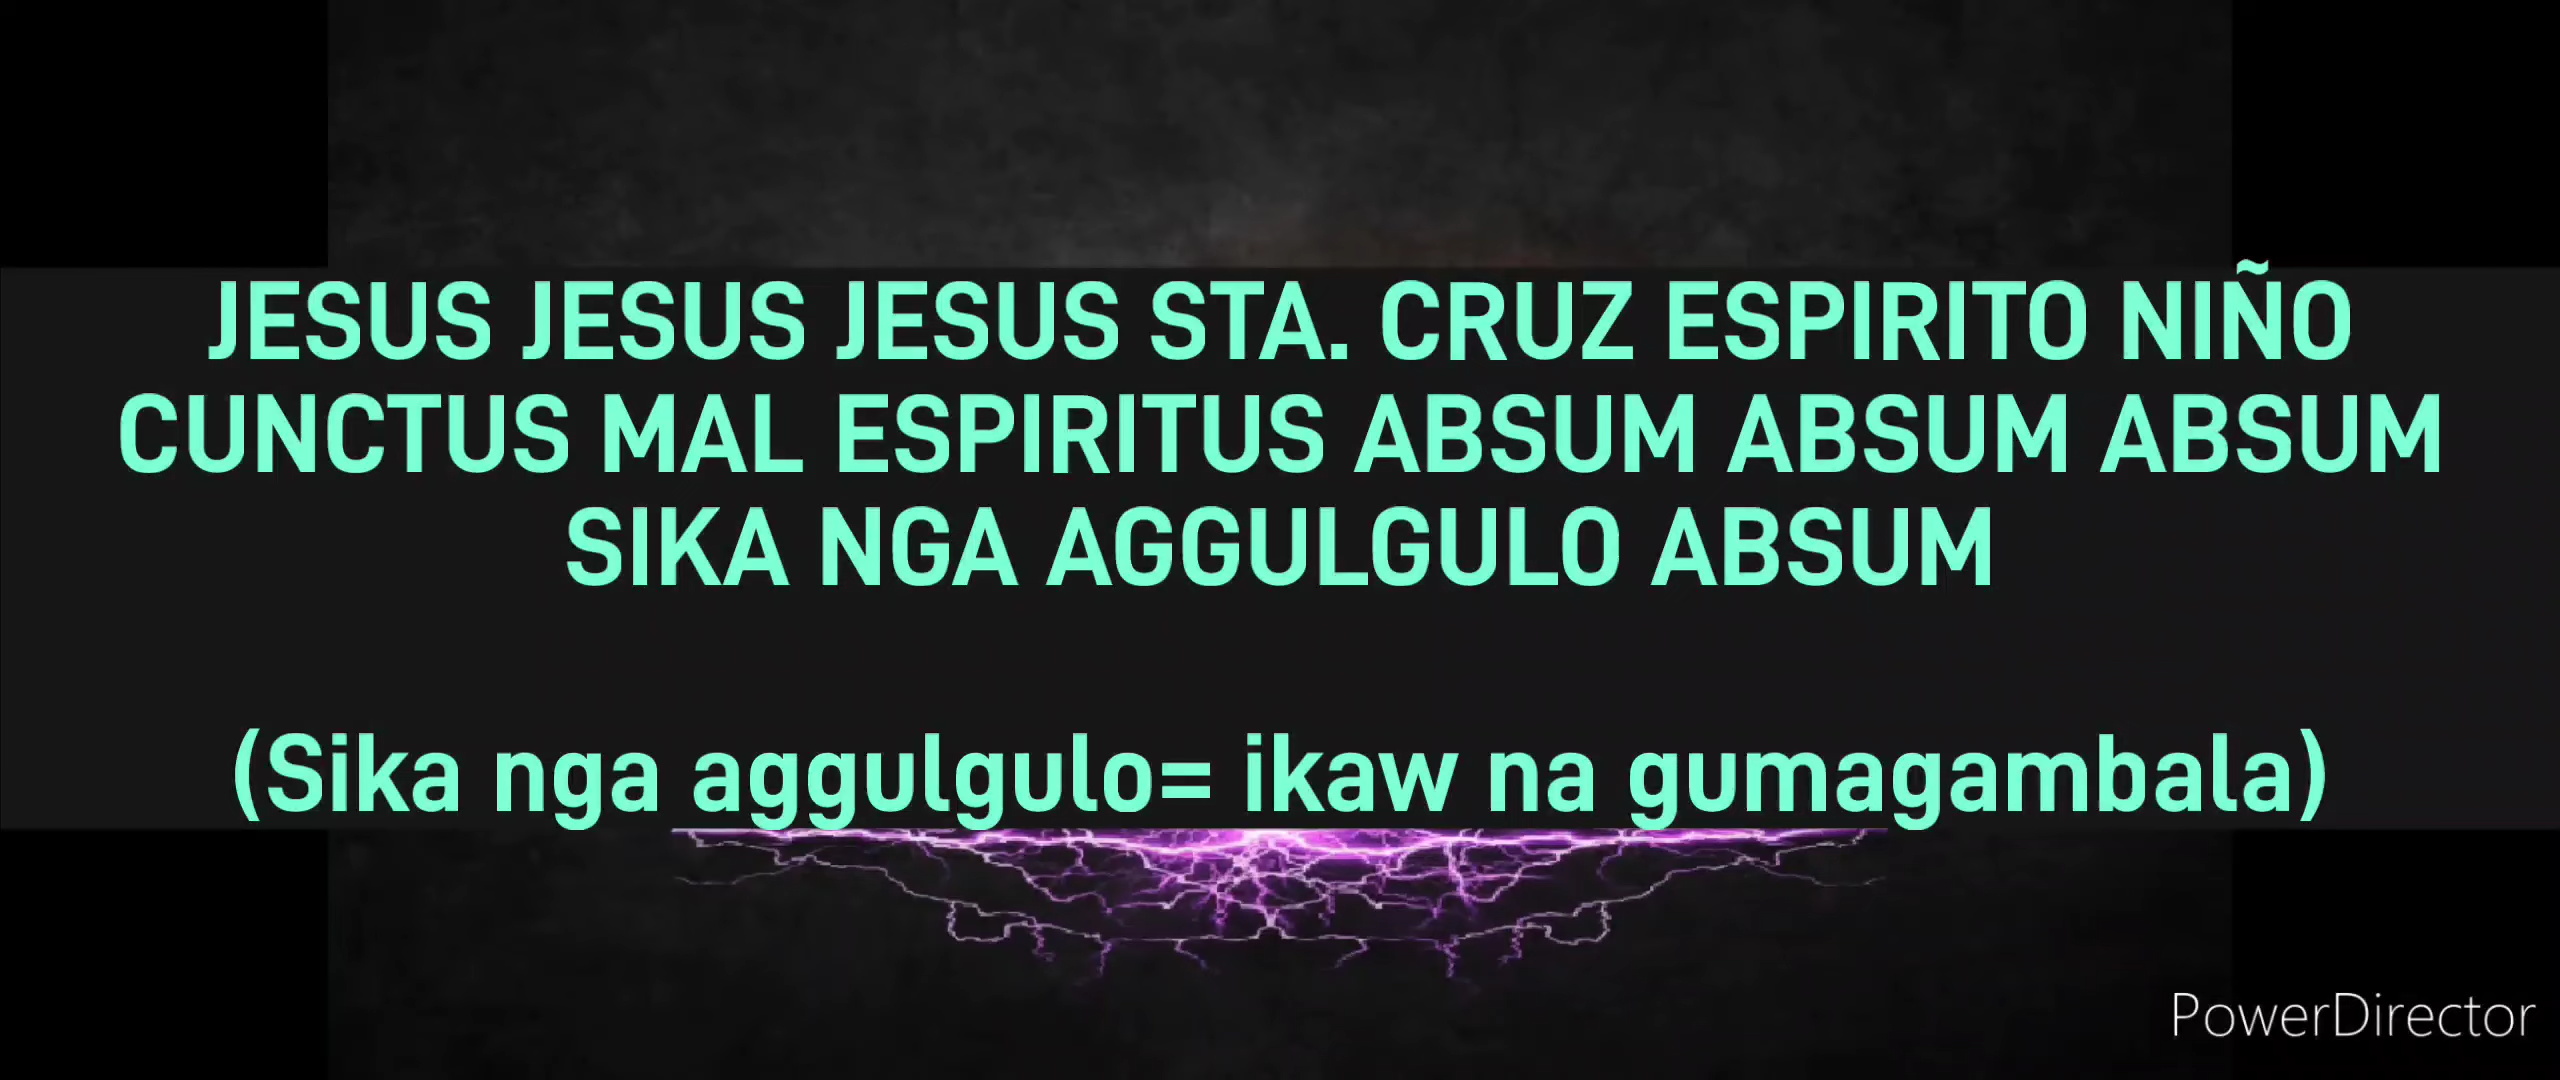 JESUS JESUS JESUS STA. CRUZ ESPIRITO NIÑO
CUNCTUS MAL ESPIRITUS ABSUM ABSUM ABSUM
SIKA NGA AGGULGULO ABSUM
(Sika nga aggulgulo= ikaw na gumagambala)
PowerDirector